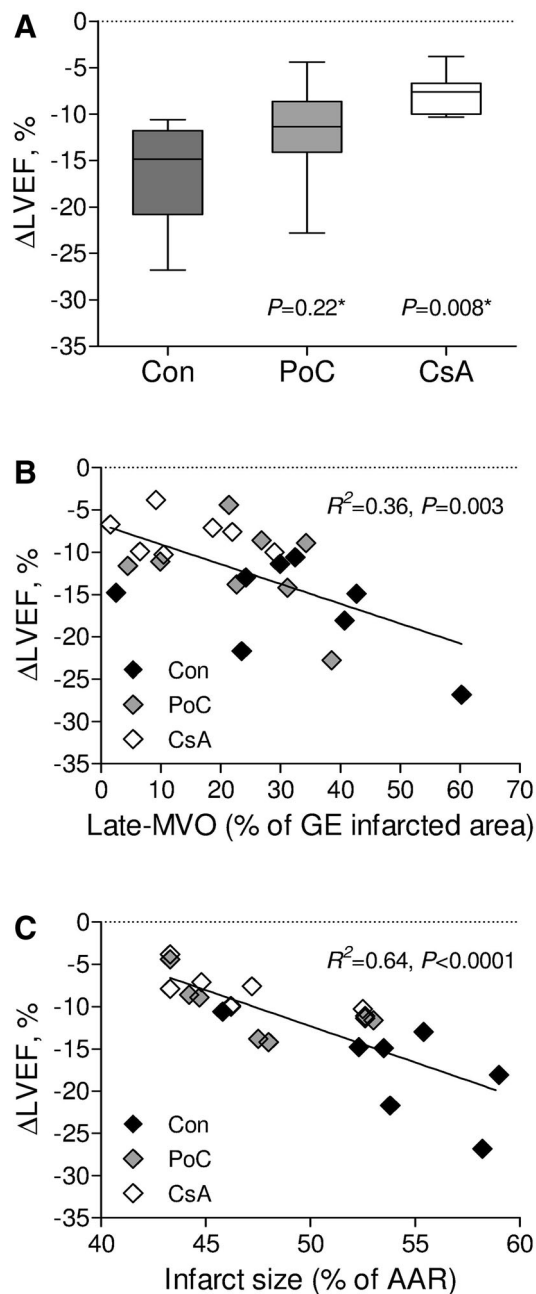 A
0
-5
-10
-15
-20
-25
-30
-35
ΔLVEF, %
P=0.22*
P=0.008*
Con
PoC
CsA
B
0
-5
-10
-15
-20
-25
-30
-35
ΔLVEF, %
R²=0.36, P=0.003
Con
PoC
CsA
0 10 20 30 40 50 60 70
Late-MVO (% of GE infarcted area)
C
0
-5
-10
-15
-20
-25
-30
-35
ΔLVEF, %
R²=0.64, P<0.0001
Con
PoC
CsA
40 45 50 55 60
Infarct size (% of AAR)